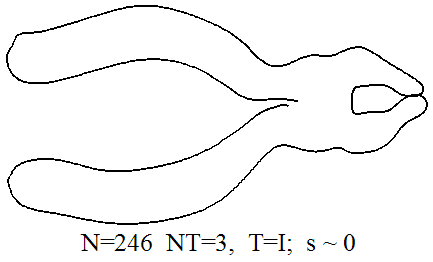 N=246 NT=3, T=I; s ~ 0